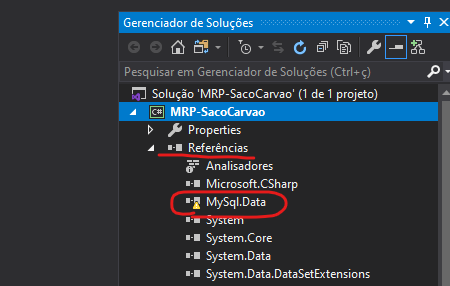 Gerenciador de Soluções
Pesquisar em Gerenciador de Soluções (Ctrl+ç)
Solução 'MRP-SacoCarvao' (1 de 1 projeto)
C# MRP-SacoCarvao
Properties
Referências
Analisadores
Microsoft.CSharp
MySql.Data
System
System.Core
System.Data
System.Data.DataSetExtensions